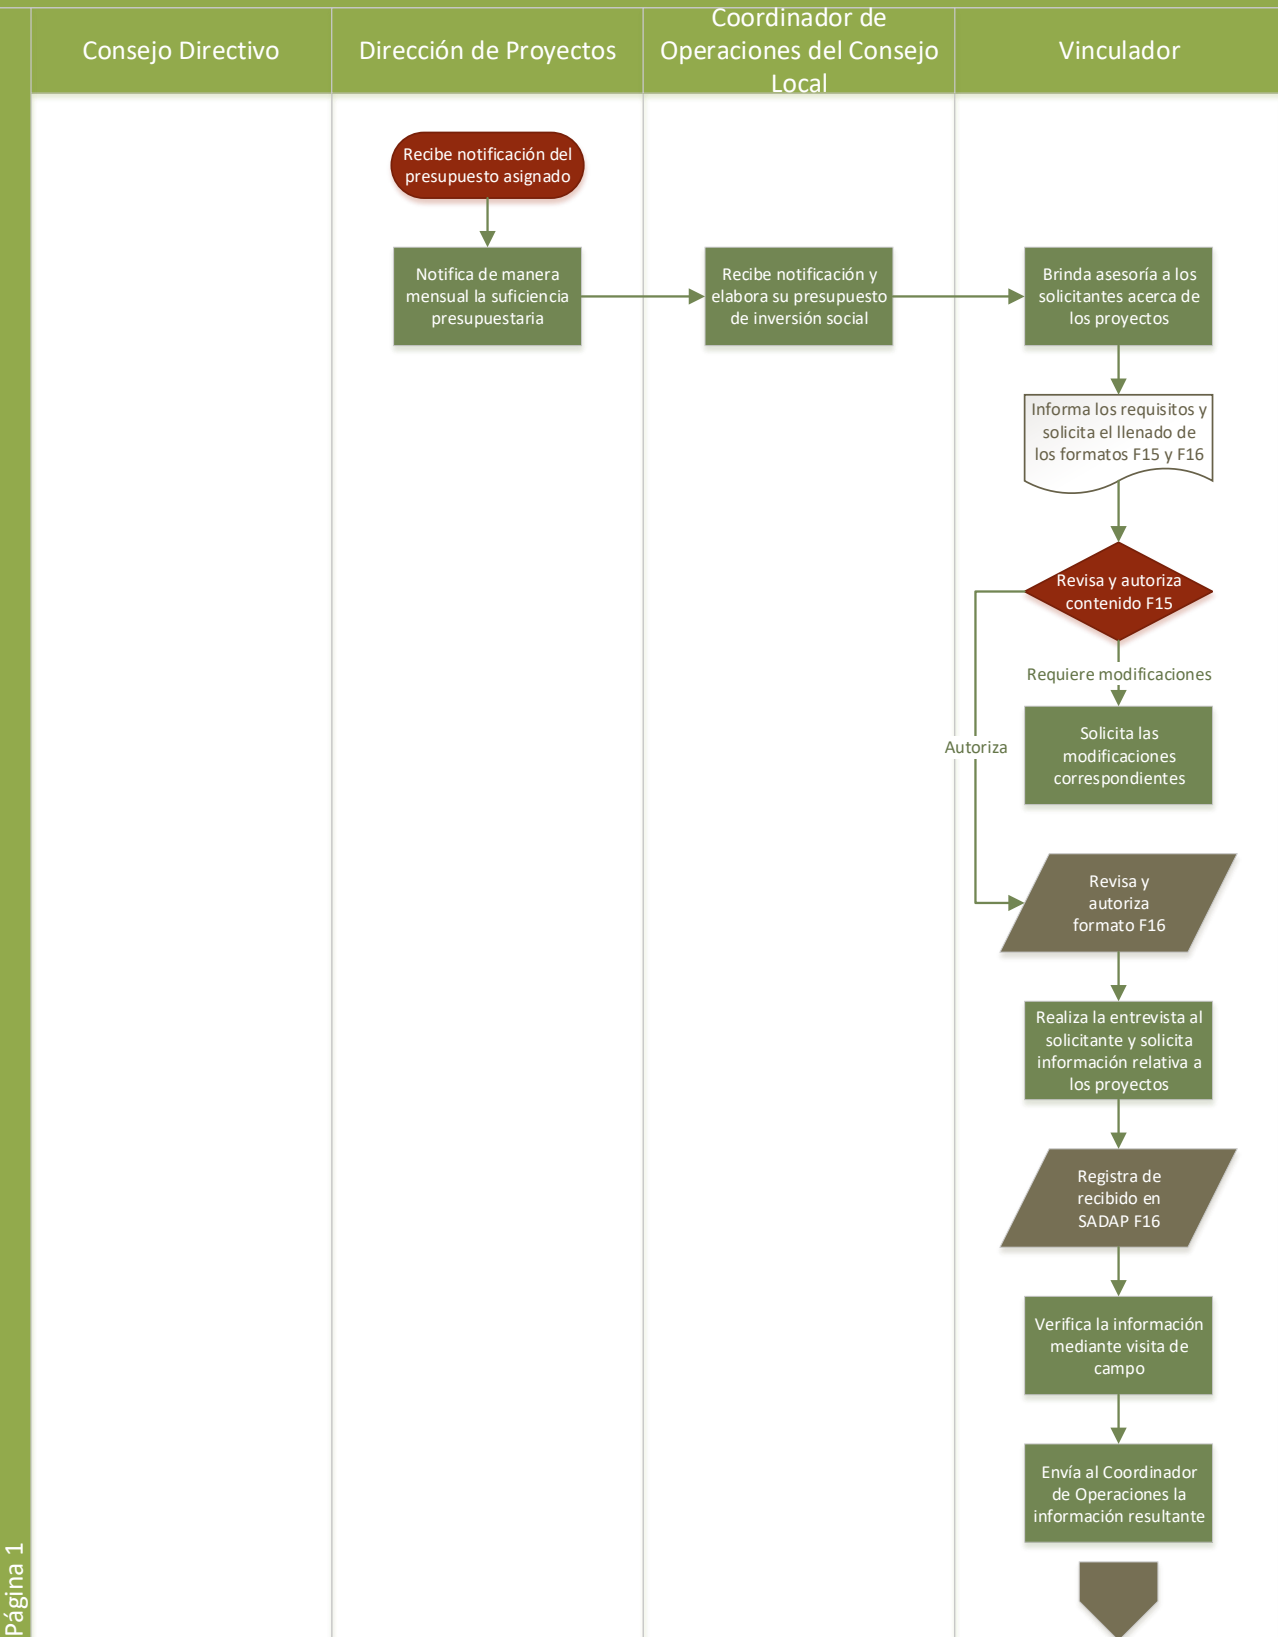 Consejo Directivo
Dirección de Proyectos
Coordinador de
Operaciones del Consejo
Local
Vinculador
Recibe notificación del
presupuesto asignado
Notifica de manera
mensual la suficiencia
presupuestaria
Recibe notificación y
elabora su presupuesto
de inversión social
Brinda asesoría a los
solicitantes acerca de
los proyectos
Informa los requisitos y
solicita el llenado de
los formatos F15 y F16
Revisa y autoriza
contenido F15
Requiere modificaciones
Autoriza
Solicita las
modificaciones
correspondientes
Revisa y
autoriza
formato F16
Realiza la entrevista al
solicitante y solicita
información relativa a
los proyectos
Registra de
recibido en
SADAP F16
Verifica la información
mediante visita de
campo
Envía al Coordinador
de Operaciones la
información resultante
Página 1